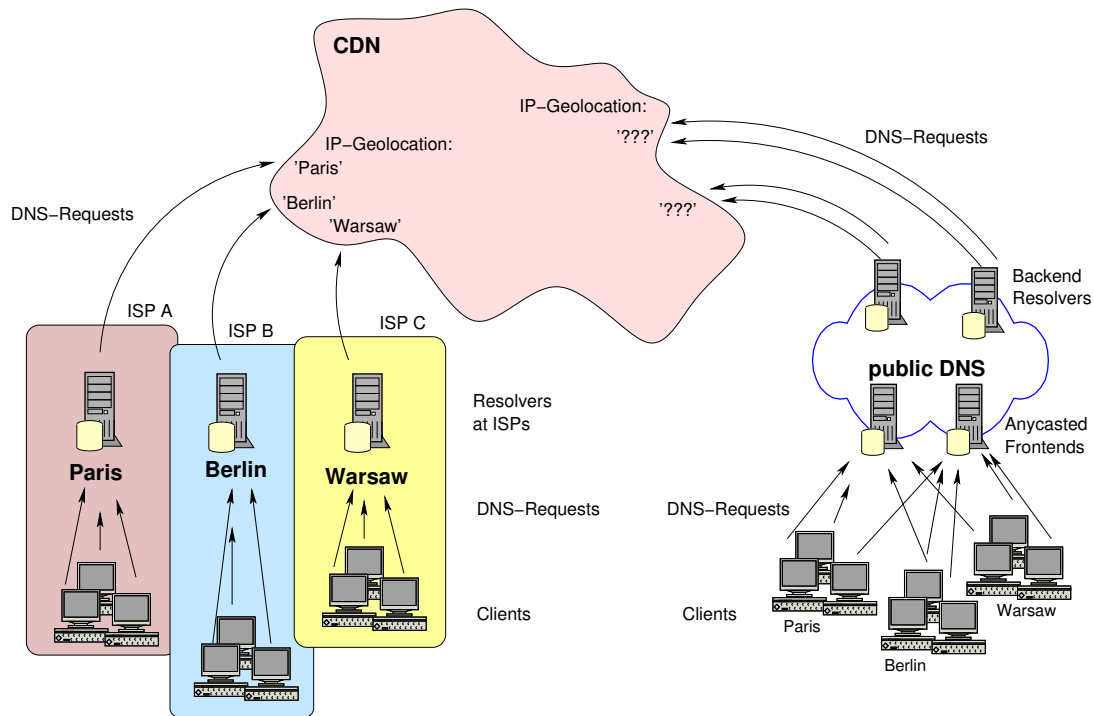 CDN
IP−Geolocation:
'???'
DNS−Requests
IP−Geolocation:
'Paris'
'Berlin'
'Warsaw'
'???'
DNS−Requests
Backend
Resolvers
ISP A
ISP B
ISP C
public DNS
Resolvers
at ISPs
Anycasted
Frontends
Paris
Berlin
Warsaw
DNS−Requests
DNS−Requests
Clients
Clients
Paris
Warsaw
Berlin